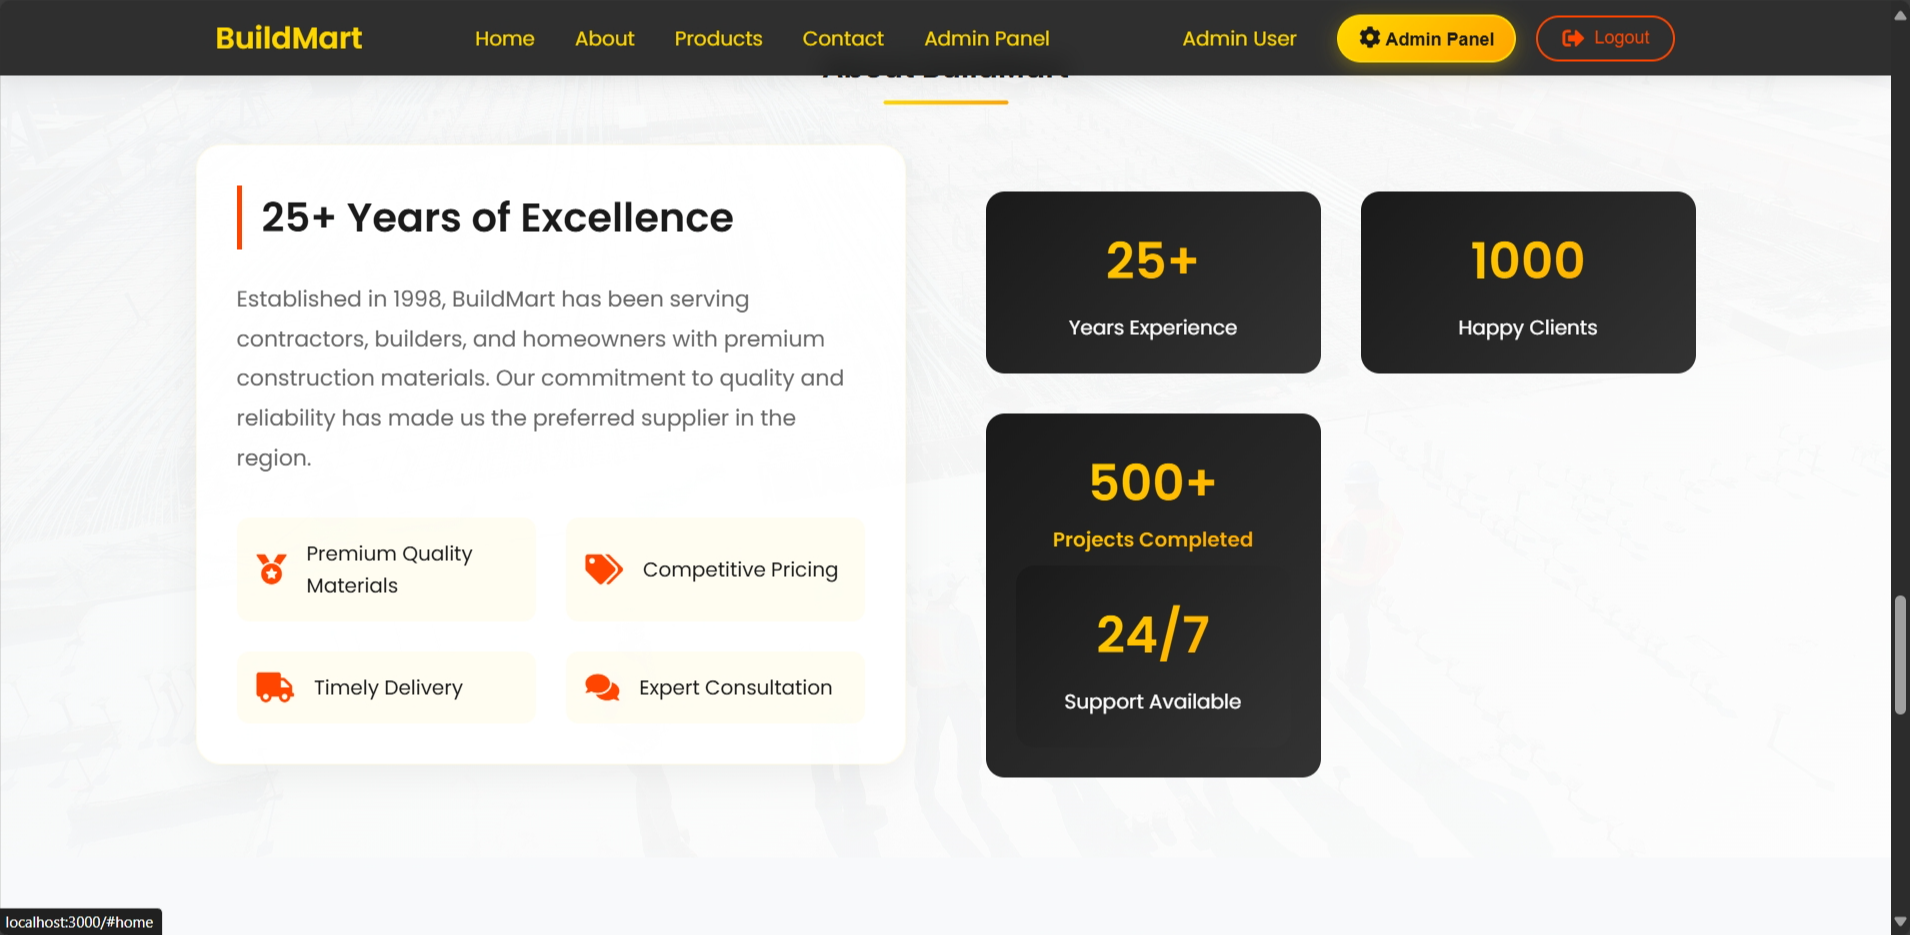 BuildMart
Home
About
Products
Contact
Admin Panel
Admin User
Admin Panel
Logout
About BuildMart
25+ Years of Excellence
Established in 1998, BuildMart has been serving
contractors, builders, and homeowners with premium
construction materials. Our commitment to quality and
reliability has made us the preferred supplier in the
region.
Premium Quality
Materials
Competitive Pricing
Timely Delivery
Expert Consultation
25+
Years Experience
1000
Happy Clients
500+
Projects Completed
24/7
Support Available
localhost:3000/#home